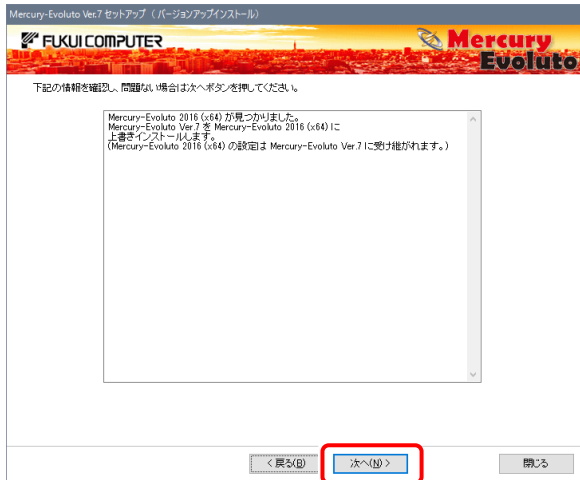 Mercury-Evoluto Ver.7 セットアップ（バージョンアップインストール）
FUKUI COMPUTER
Mercury
Evoluto
下記の情報を確認し、問題ない場合は次へボタンを押してください。
Mercury-Evoluto 2016 (x64) が見つかりました。
Mercury-Evoluto Ver.7 を Mercury-Evoluto 2016 (x64) に
上書きインストールします。
(Mercury-Evoluto 2016 (x64) の設定は Mercury-Evoluto Ver.7 に受け継がれます。)
< 戻る(B)
次へ(N) >
閉じる